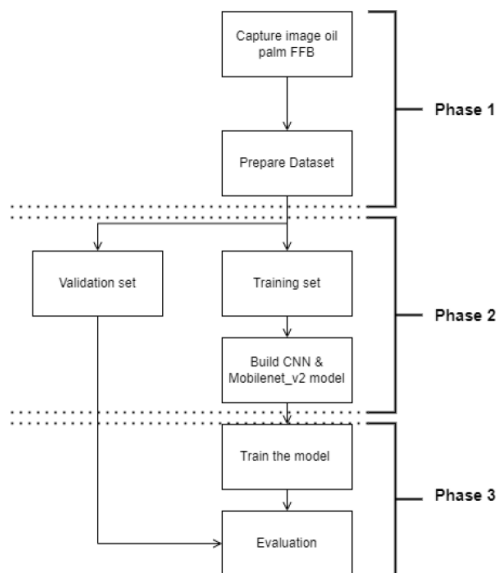 Capture image oil
palm FFB
Phase 1
Prepare Dataset
Validation set
Training set
Phase 2
Build CNN &
Mobilenet_v2 model
Train the model
Phase 3
Evaluation